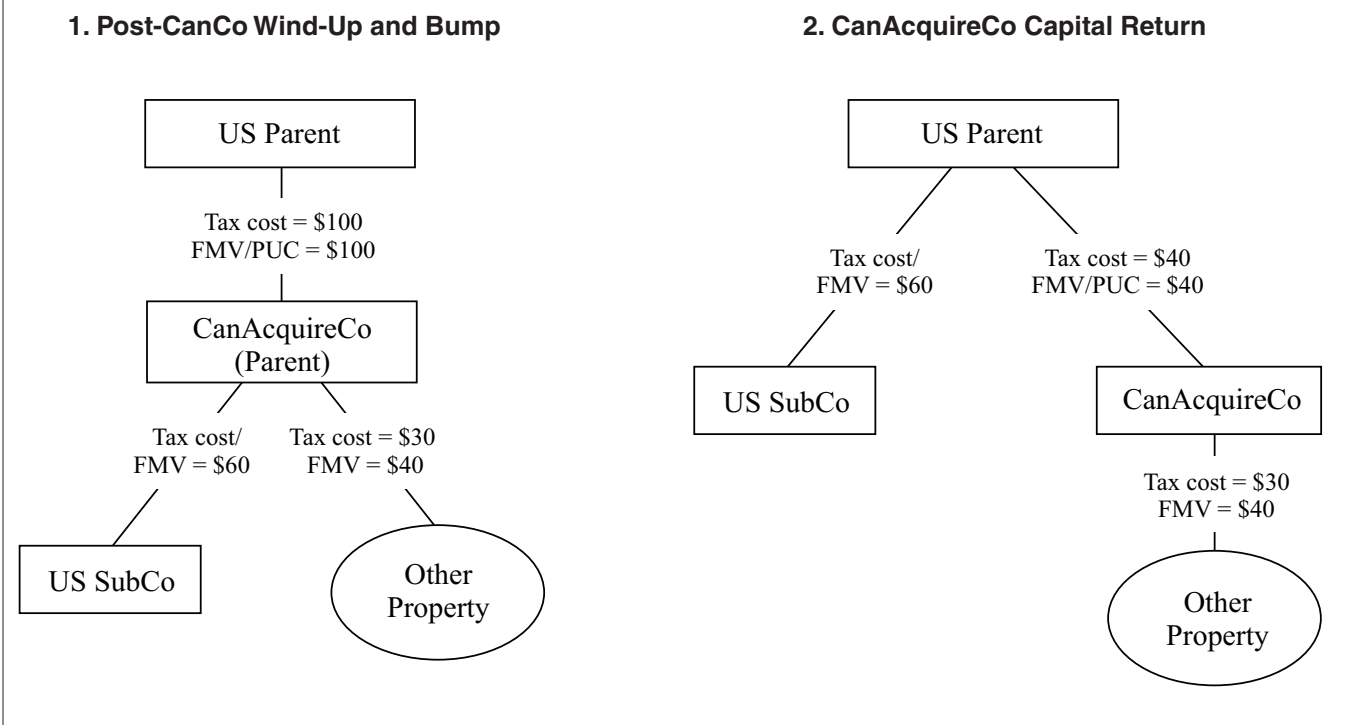 1. Post-CanCo Wind-Up and Bump
US Parent
Tax cost = $100
FMV/PUC = $100
CanAcquireCo
(Parent)
Tax cost/
FMV = $60
Tax cost = $30
FMV = $40
US SubCo
Other
Property
2. CanAcquireCo Capital Return
US Parent
Tax cost/
FMV = $60
Tax cost = $40
FMV/PUC = $40
US SubCo
CanAcquireCo
Tax cost = $30
FMV = $40
Other
Property